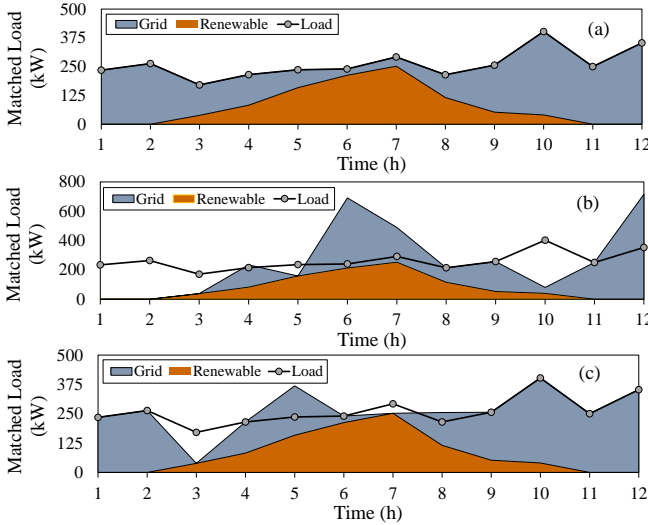 500
375
250
125
0
Matched Load
(kW)
Grid Renewable Load
(a)
1 2 3 4 5 6 7 8 9 10 11 12
Time (h)
800
600
400
200
0
Matched Load
(kW)
Grid Renewable Load
(b)
1 2 3 4 5 6 7 8 9 10 11 12
Time (h)
500
375
250
125
0
Matched Load
(kW)
Grid Renewable Load
(c)
1 2 3 4 5 6 7 8 9 10 11 12
Time (h)